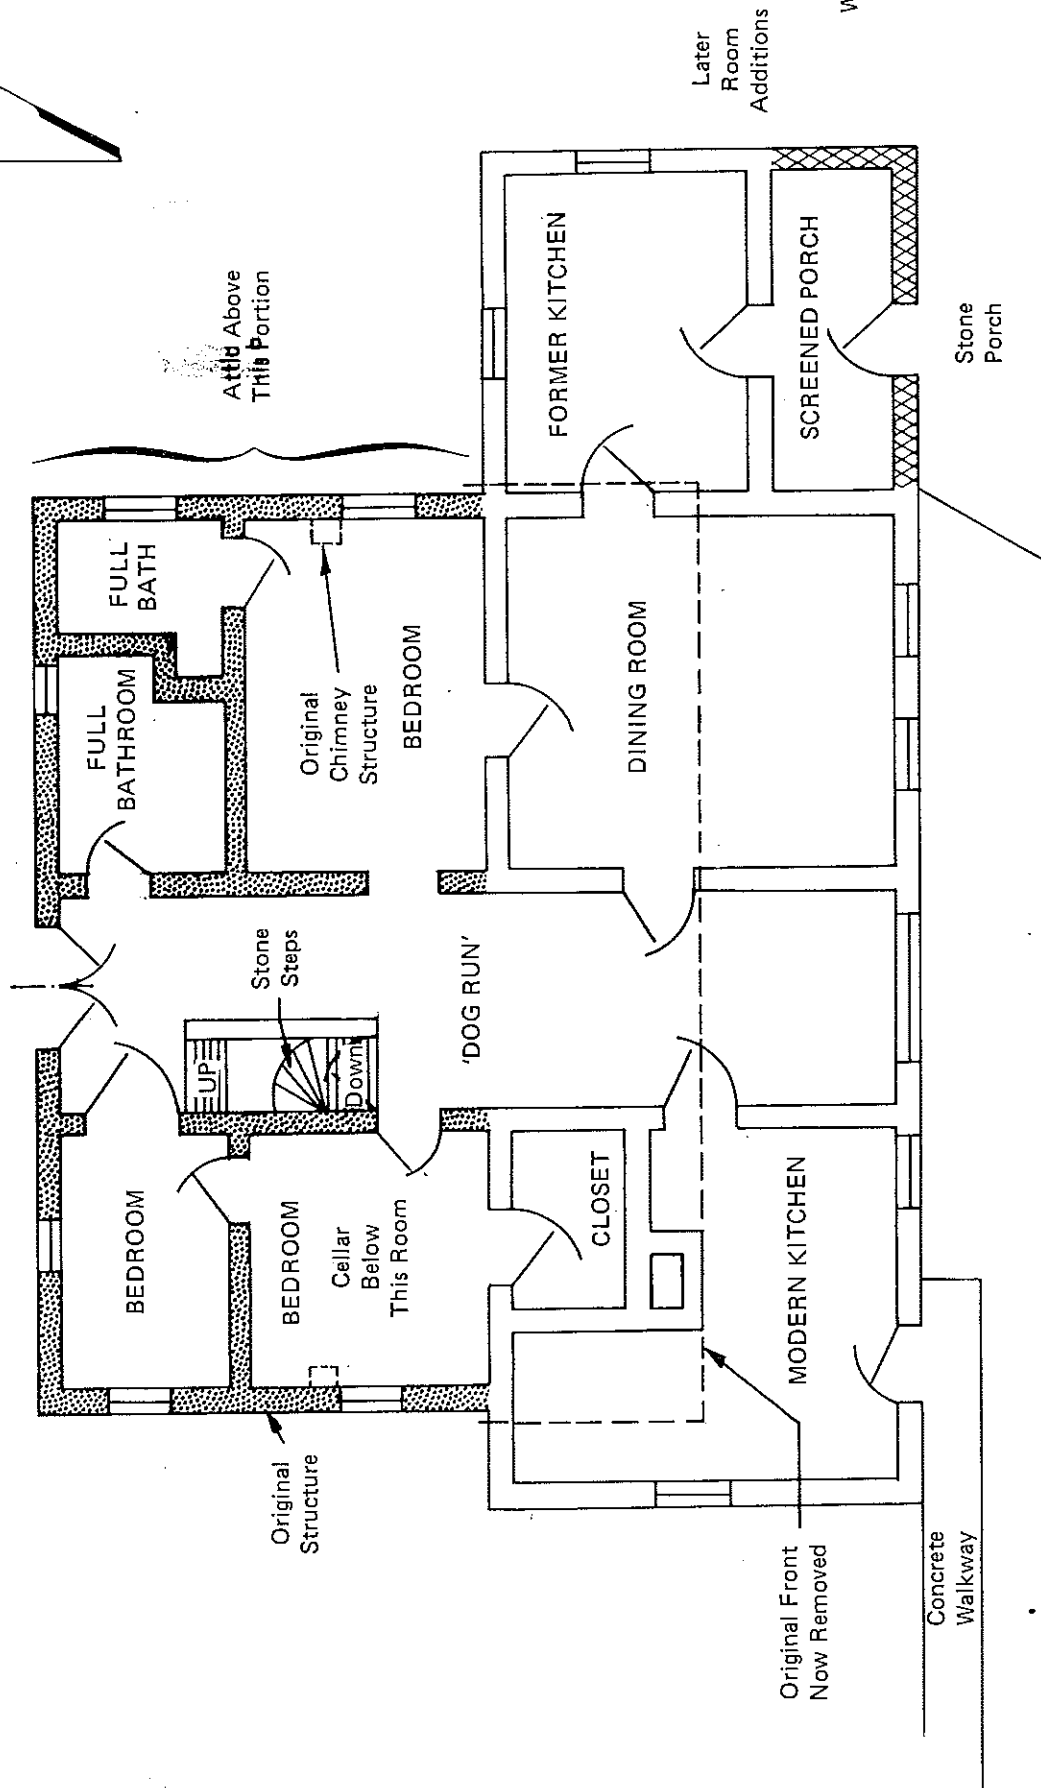 Attic Above
This Portion
Later
Room
Additions
W
FULL
BATH
FULL
BATHROOM
Original
Chimney
Structure
BEDROOM
FORMER KITCHEN
SCREENED PORCH
Stone
Porch
DINING ROOM
Stone
Steps
UP
Down
'DOG RUN'
BEDROOM
BEDROOM
Cellar
Below
This Room
CLOSET
MODERN KITCHEN
Original
Structure
Original Front
Now Removed
Concrete
Walkway